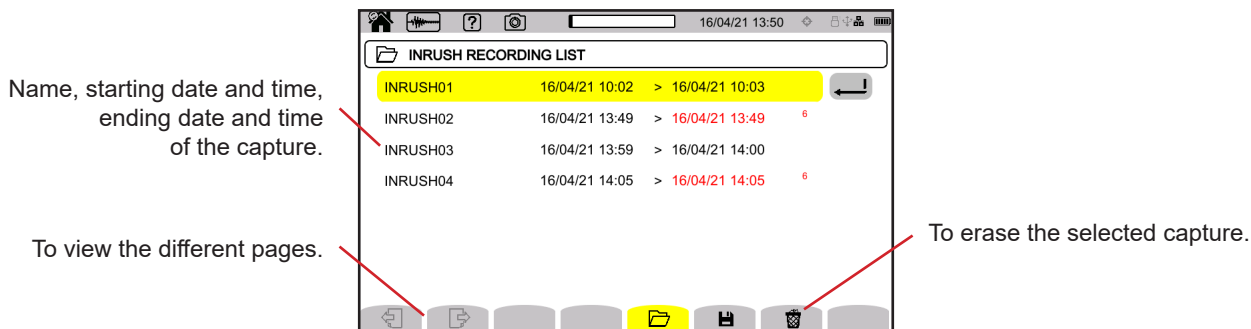 ?
16/04/21 13:50
INRUSH RECORDING LIST
INRUSH01 16/04/21 10:02 > 16/04/21 10:03
INRUSH02 16/04/21 13:49 > 16/04/21 13:49 6
INRUSH03 16/04/21 13:59 > 16/04/21 14:00
INRUSH04 16/04/21 14:05 > 16/04/21 14:05 6
Name, starting date and time,
ending date and time
of the capture.
To view the different pages.
To erase the selected capture.